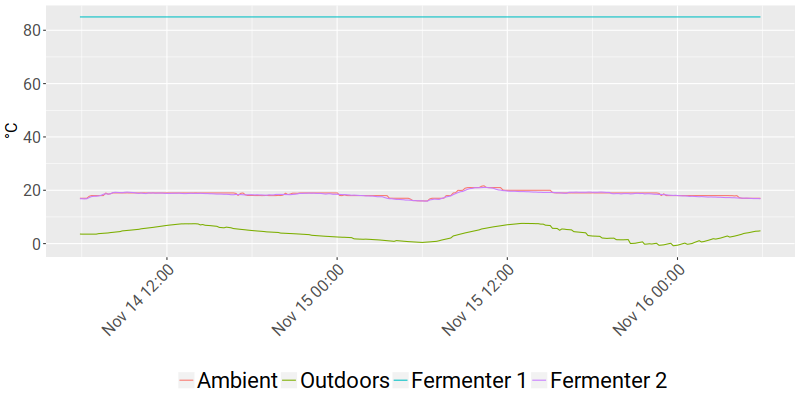 80
60
40
20
0
°C
Nov 14 12:00
Nov 15 00:00
Nov 15 12:00
Nov 16 00:00
Ambient Outdoors Fermenter 1 Fermenter 2